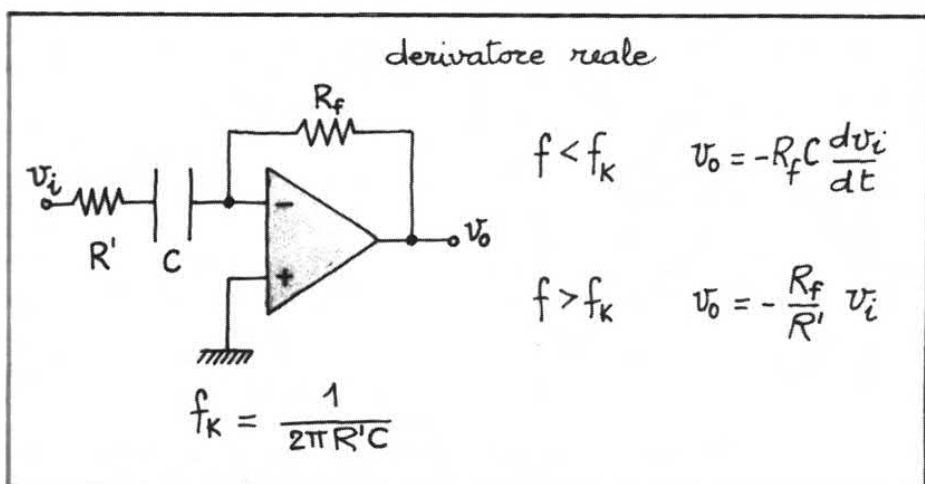 derivatore reale
R_f
v_i
R'
C
−
+
v_o
f < f_K    v_o = -R_f C dv_i/dt
f > f_K    v_o = - R_f/R' v_i
f_K = 1/(2πR'C)